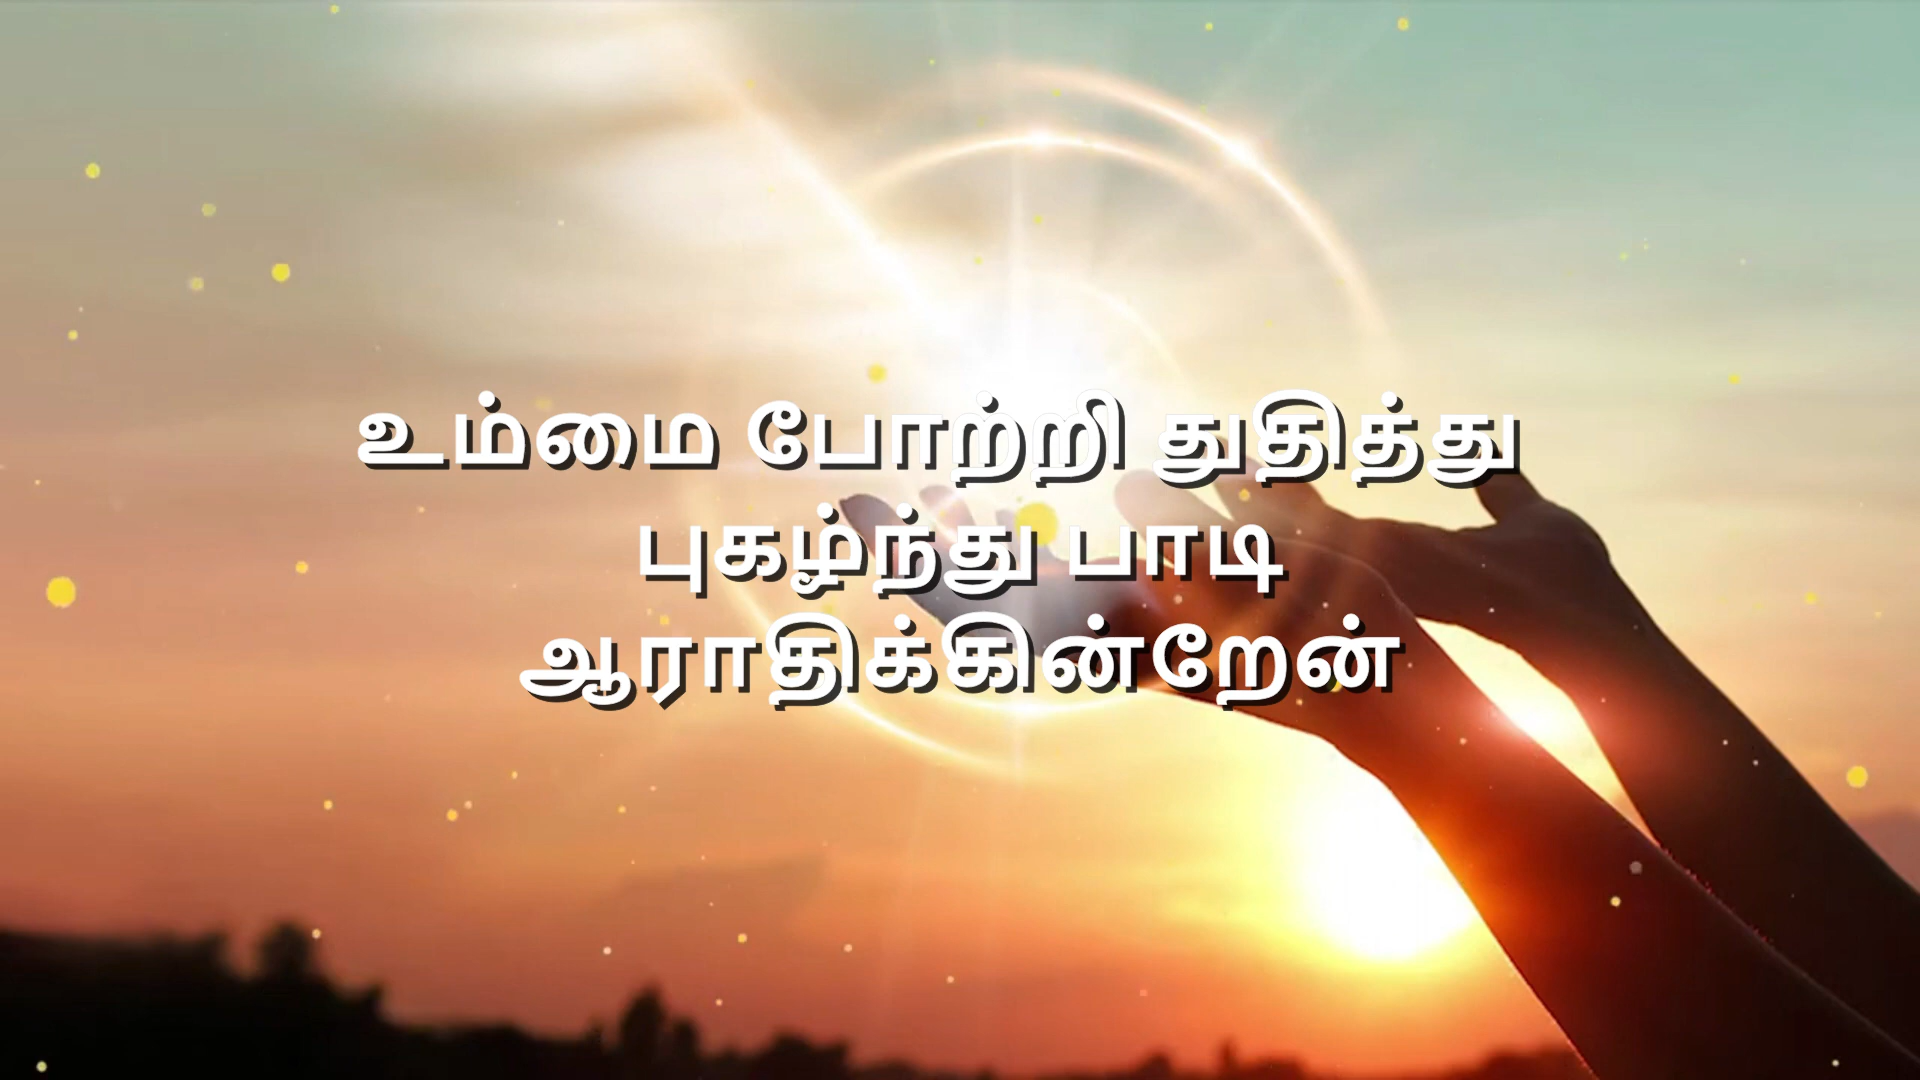 உம்மை போற்றி துதித்து
புகழ்ந்து பாடி
ஆராதிக்கின்றேன்